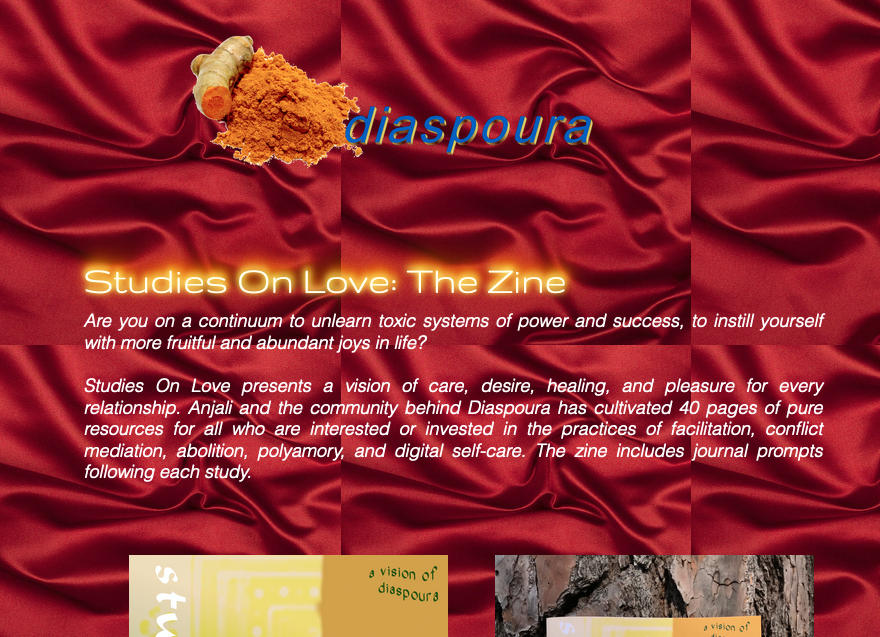 diaspoura
Studies On Love: The Zine
Are you on a continuum to unlearn toxic systems of power and success, to instill yourself
with more fruitful and abundant joys in life?
Studies On Love presents a vision of care, desire, healing, and pleasure for every
relationship. Anjali and the community behind Diaspoura has cultivated 40 pages of pure
resources for all who are interested or invested in the practices of facilitation, conflict
mediation, abolition, polyamory, and digital self-care. The zine includes journal prompts
following each study.
stu
a vision of
diaspoura
a vision of